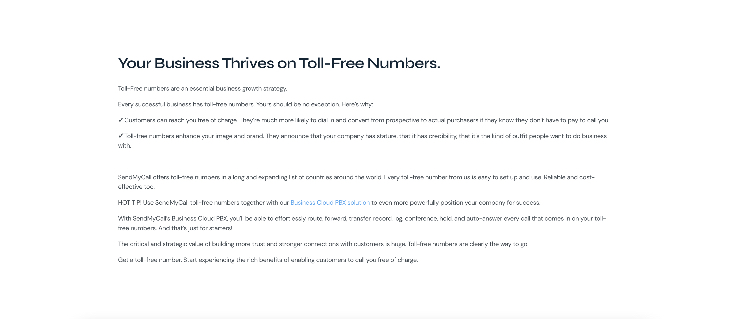 Your Business Thrives on Toll-Free Numbers.
Toll-Free numbers are an essential business growth strategy.
Every successful business has toll-free numbers. Yours should be no exception. Here's why:
✓Customers can reach you free of charge. They're much more likely to dial in and convert from prospective to actual purchasers if they know they don't have to pay to call you.
✓Toll-free numbers enhance your image and brand. They announce that your company has stature, that it has credibility, that it's the kind of outfit people want to do business
with.
SendMyCall offers toll-free numbers in a long and expanding list of countries around the world. Every toll-free number from us is easy to set up and use. Reliable and cost-
effective too.
HOT TIP! Use SendMyCall toll-free numbers together with our Business Cloud PBX solution to even more powerfully position your company for success.
With SendMyCall's Business Cloud PBX, you'll be able to effortlessly route, forward, transfer, record, log, conference, hold, and auto-answer every call that comes in on your toll-
free numbers. And that's just for starters!
The critical and strategic value of building more trust and stronger connections with customers is huge. Toll-free numbers are clearly the way to go.
Get a toll-free number. Start experiencing the rich benefits of enabling customers to call you free of charge.